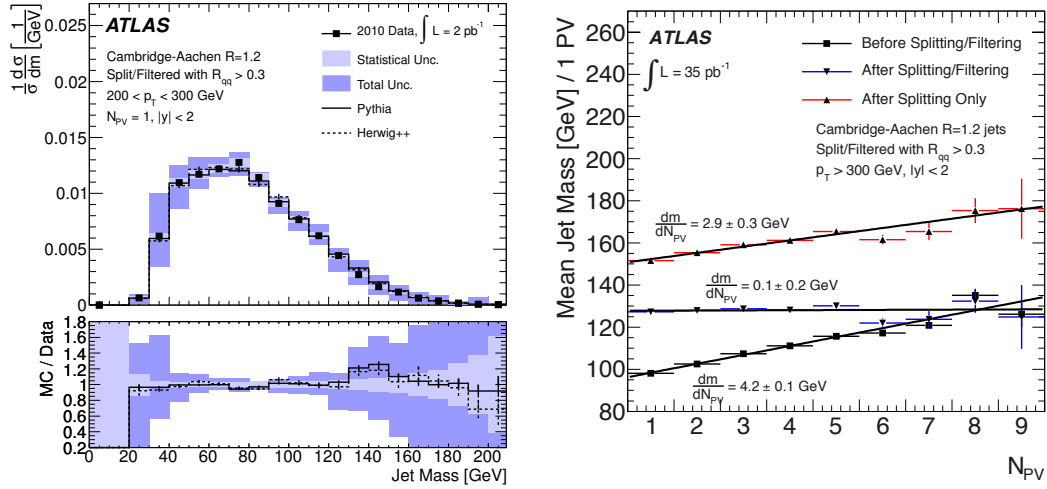 ATLAS
2010 Data, ∫ L = 2 pb⁻¹
Statistical Unc.
Total Unc.
Pythia
Herwig++
Cambridge-Aachen R=1.2
Split/Filtered with R_qq > 0.3
200 < p_T < 300 GeV
N_PV = 1, |y| < 2
1/σ dσ/dm [1/GeV]
0.025
0.02
0.015
0.01
0.005
0
MC / Data
1.8
1.6
1.4
1.2
1.0
0.8
0.6
0.4
0.2
0 20 40 60 80 100 120 140 160 180 200
Jet Mass [GeV]
ATLAS
∫ L = 35 pb⁻¹
Before Splitting/Filtering
After Splitting/Filtering
After Splitting Only
Cambridge-Aachen R=1.2 jets
Split/Filtered with R_qq > 0.3
p_T > 300 GeV, |y| < 2
Mean Jet Mass [GeV] / 1 PV
260
240
220
200
180
160
140
120
100
80
dm/dN_PV = 2.9 ± 0.3 GeV
dm/dN_PV = 0.1 ± 0.2 GeV
dm/dN_PV = 4.2 ± 0.1 GeV
1 2 3 4 5 6 7 8 9
N_PV